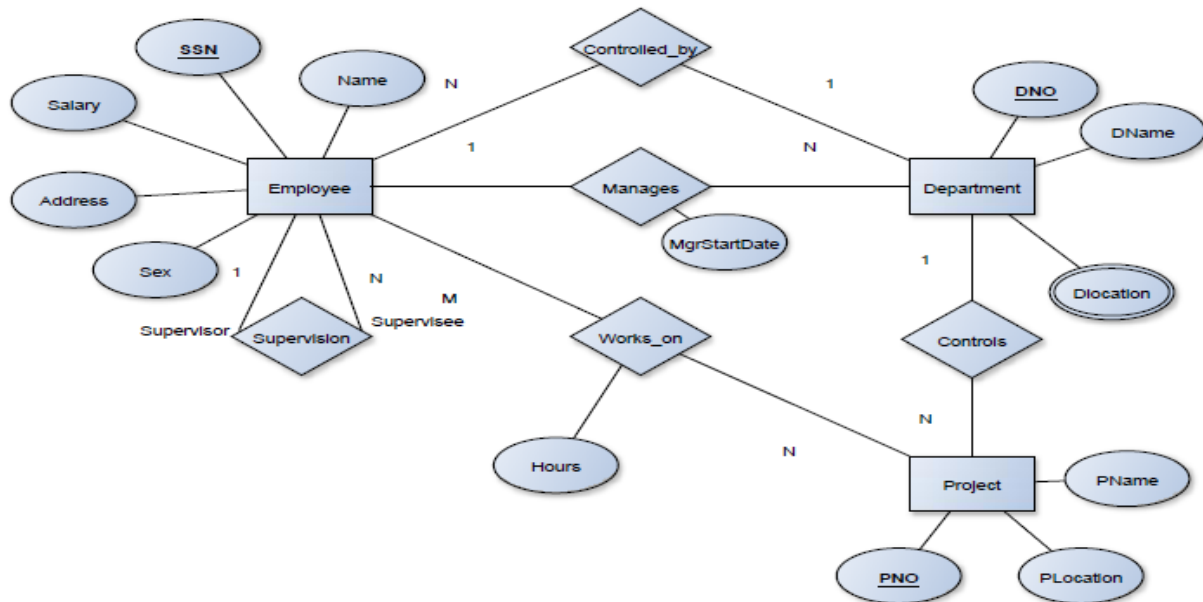 SSN
Name
Controlled_by
N
1
Salary
DNO
DName
1
N
Employee
Manages
Department
Address
MgrStartDate
Sex
1
N
1
Dlocation
M
Supervisor
Supervisee
Supervision
Works_on
Controls
N
N
Hours
Project
PName
PNO
PLocation